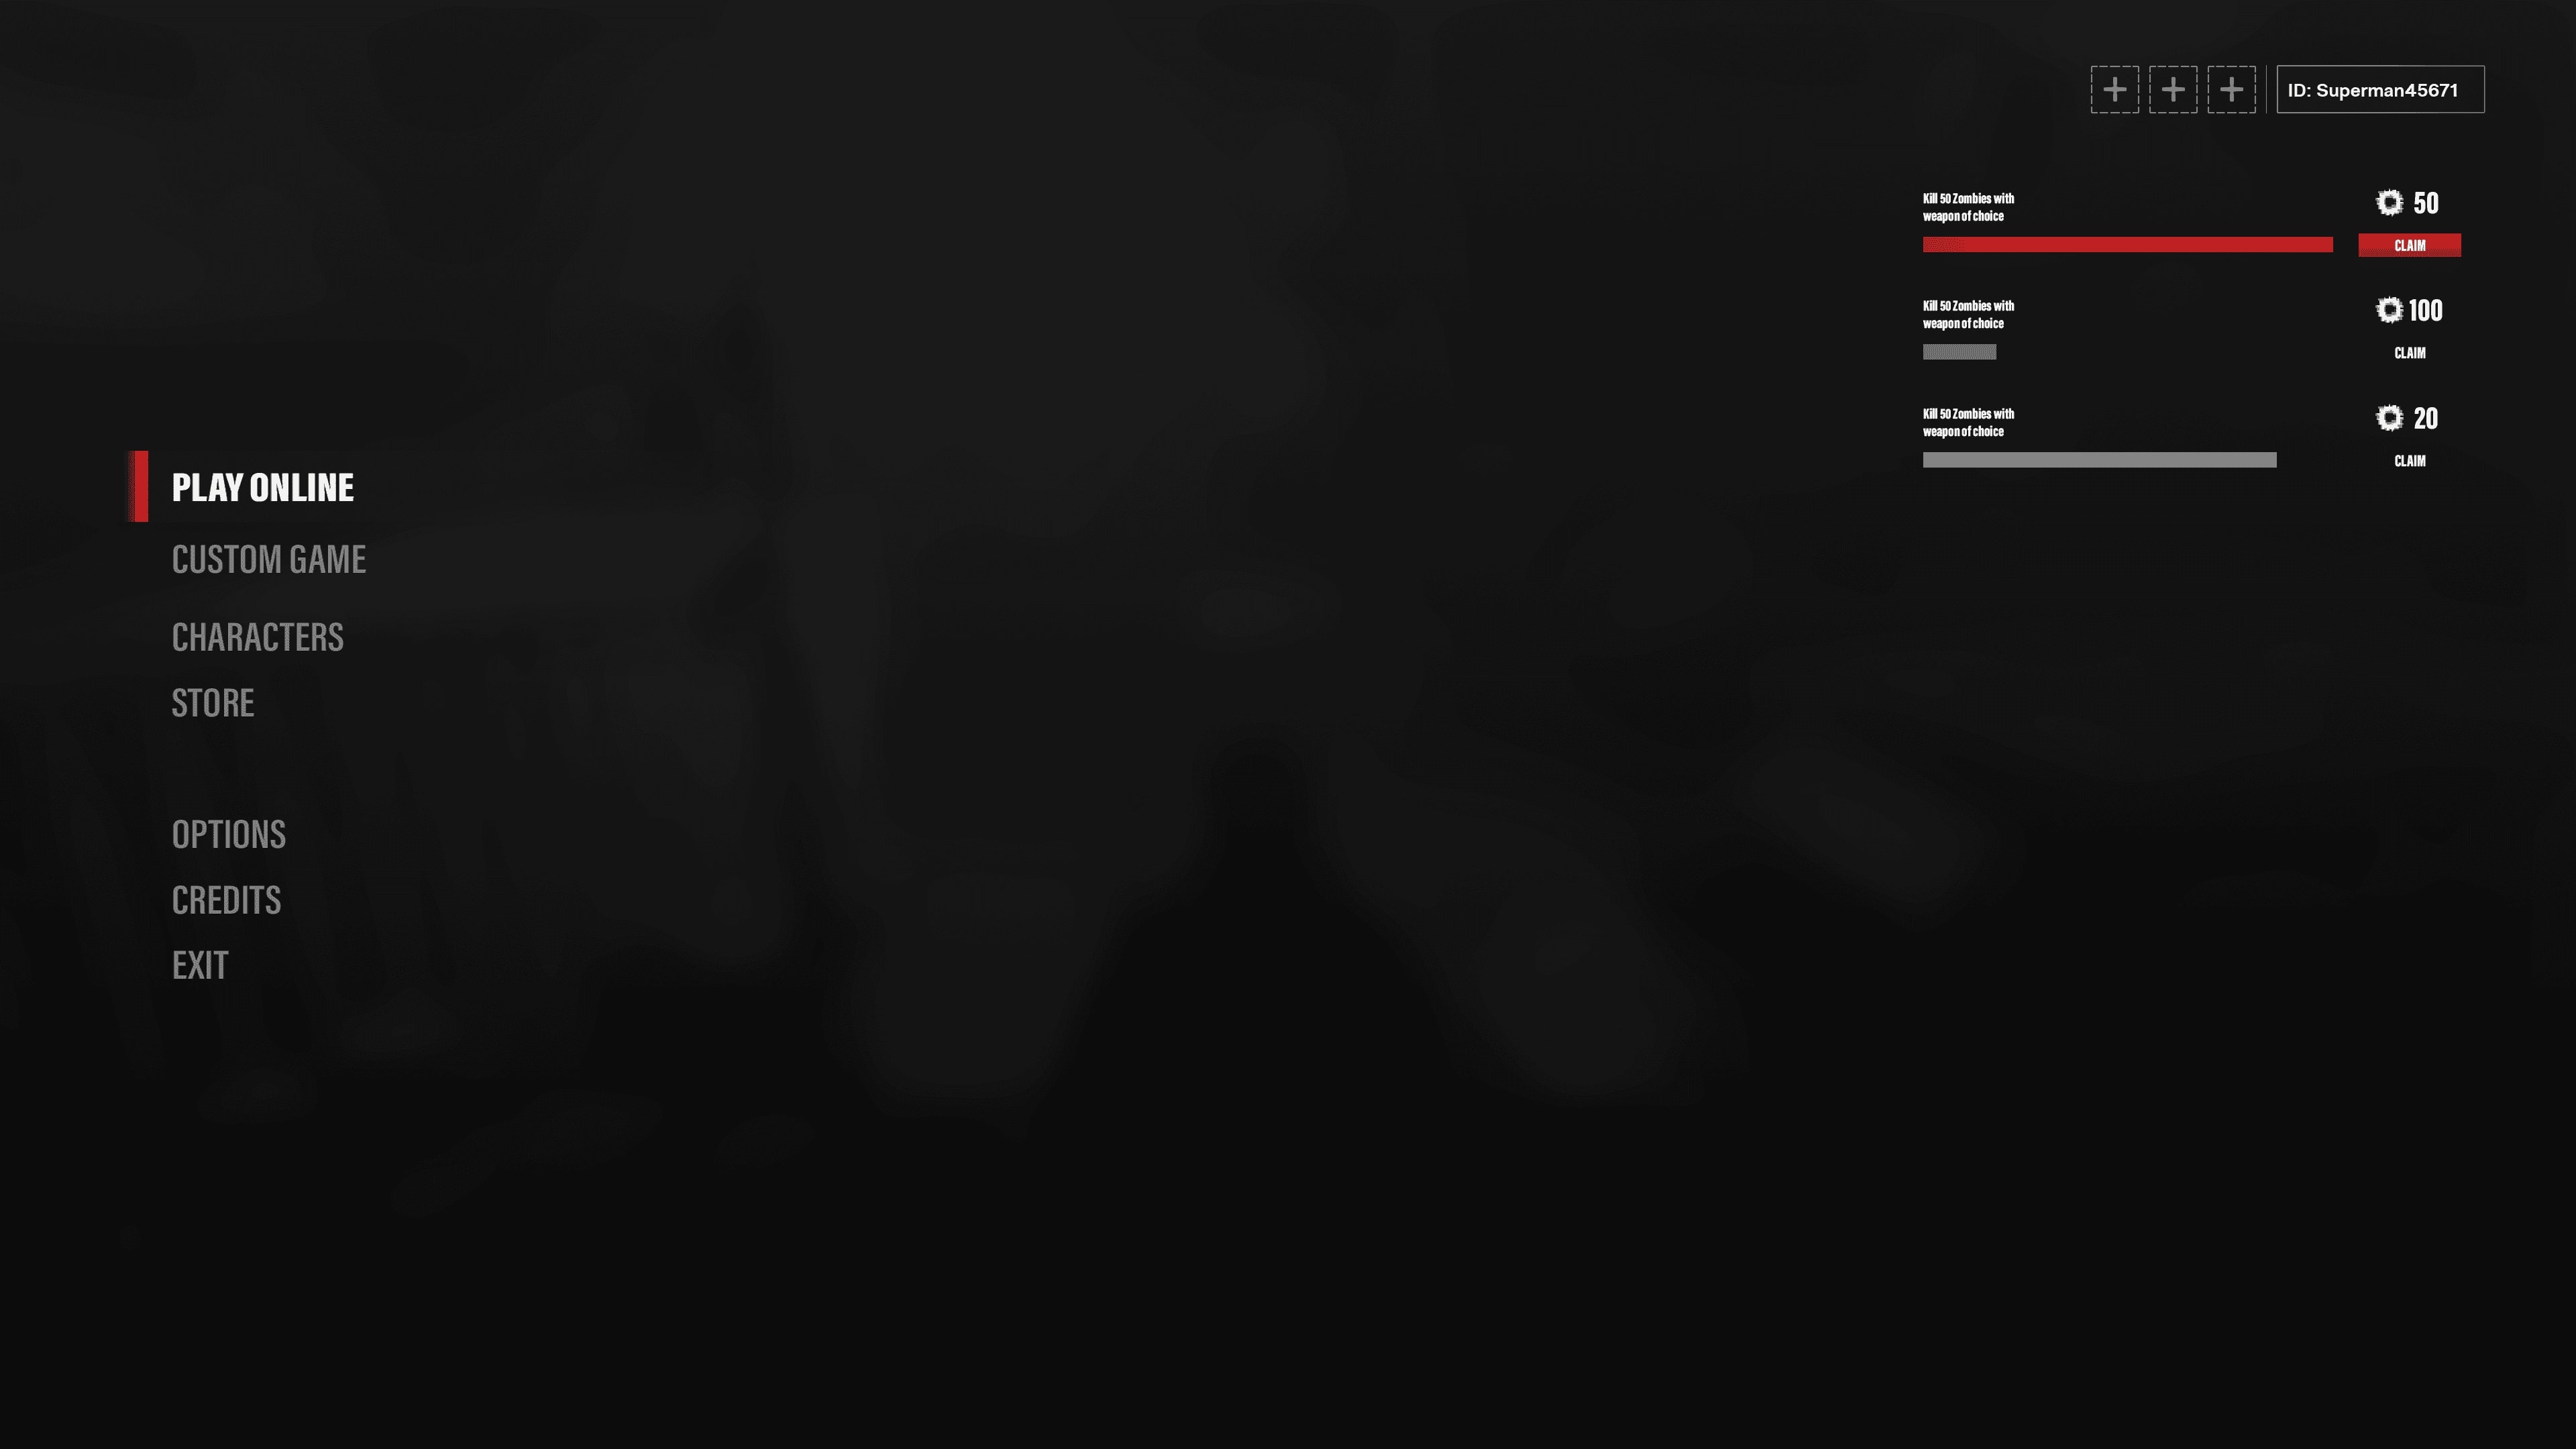 ID: Superman45671
Kill 50 Zombies with
weapon of choice
50
CLAIM
Kill 50 Zombies with
weapon of choice
100
CLAIM
Kill 50 Zombies with
weapon of choice
20
CLAIM
PLAY ONLINE
CUSTOM GAME
CHARACTERS
STORE
OPTIONS
CREDITS
EXIT